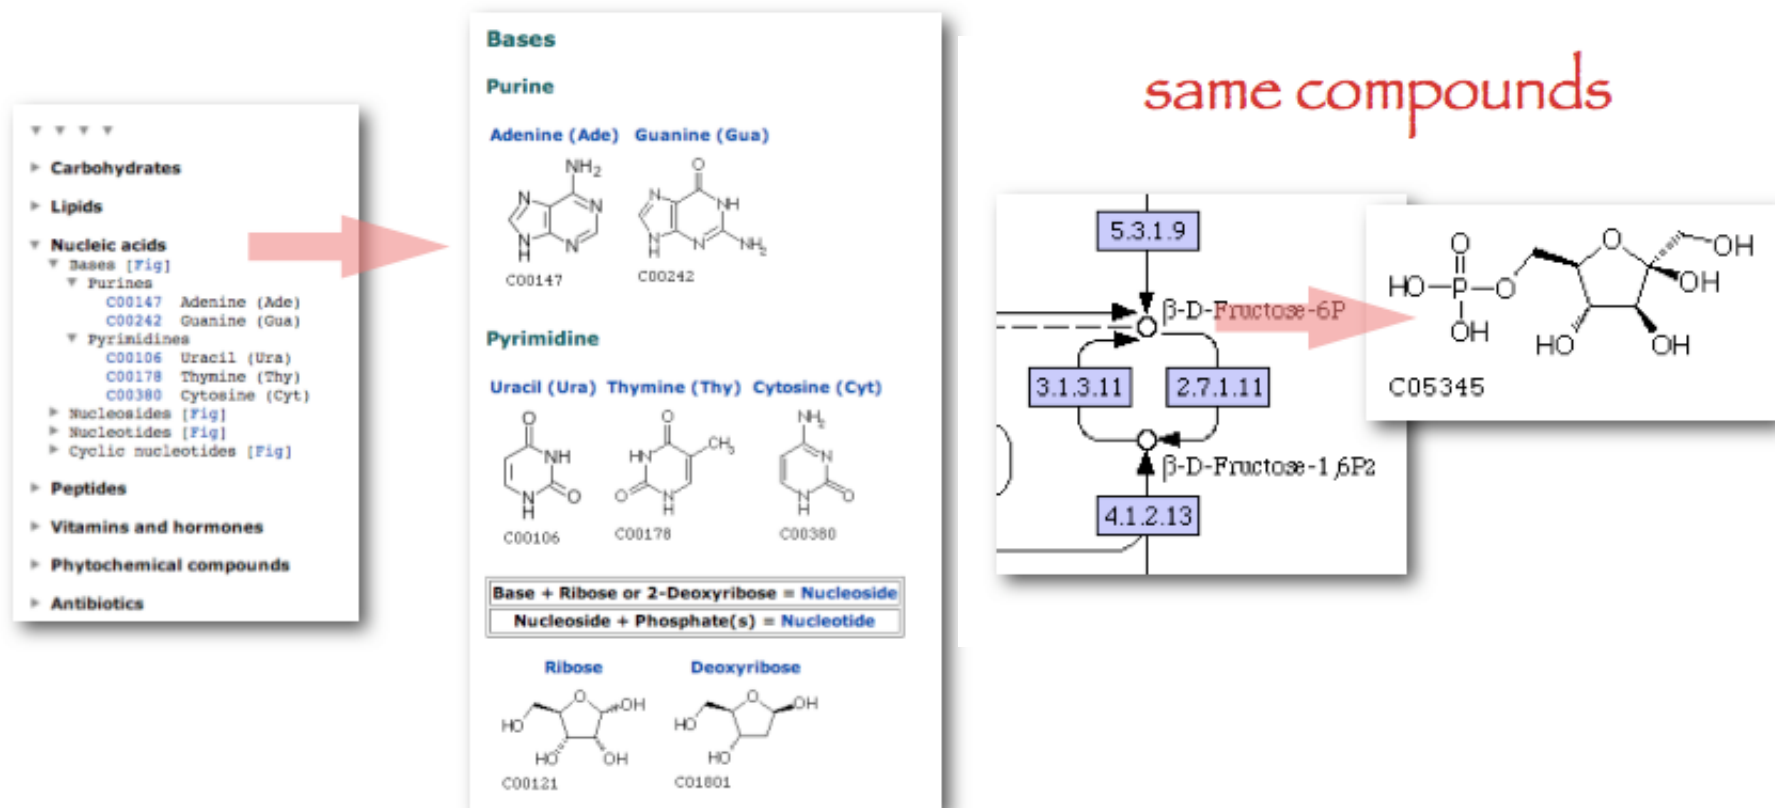 Carbohydrates
Lipids
Nucleic acids
Bases [Fig]
Purines
C00147 Adenine (Ade)
C00242 Guanine (Gua)
Pyrimidines
C00106 Uracil (Ura)
C00178 Thymine (Thy)
C00380 Cytosine (Cyt)
Nucleosides [Fig]
Nucleotides [Fig]
Cyclic nucleotides [Fig]
Peptides
Vitamins and hormones
Phytochemical compounds
Antibiotics
Bases
Purine
Adenine (Ade) Guanine (Gua)
NH2 O
N N N NH
N H N N H N NH2
C00147 C00242
Pyrimidine
Uracil (Ura) Thymine (Thy) Cytosine (Cyt)
O O NH2
NH HN CH3 N
N H O O N H N H O
C00106 C00178 C00380
Base + Ribose or 2-Deoxyribose = Nucleoside
Nucleoside + Phosphate(s) = Nucleotide
Ribose Deoxyribose
HO O OH HO O OH
HO OH HO
C00121 C01801
same compounds
5.3.1.9
β-D-Fructose-6P
3.1.3.11 2.7.1.11
β-D-Fructose-1,6P2
4.1.2.13
O O OH
HO P O OH
OH HO OH
C05345